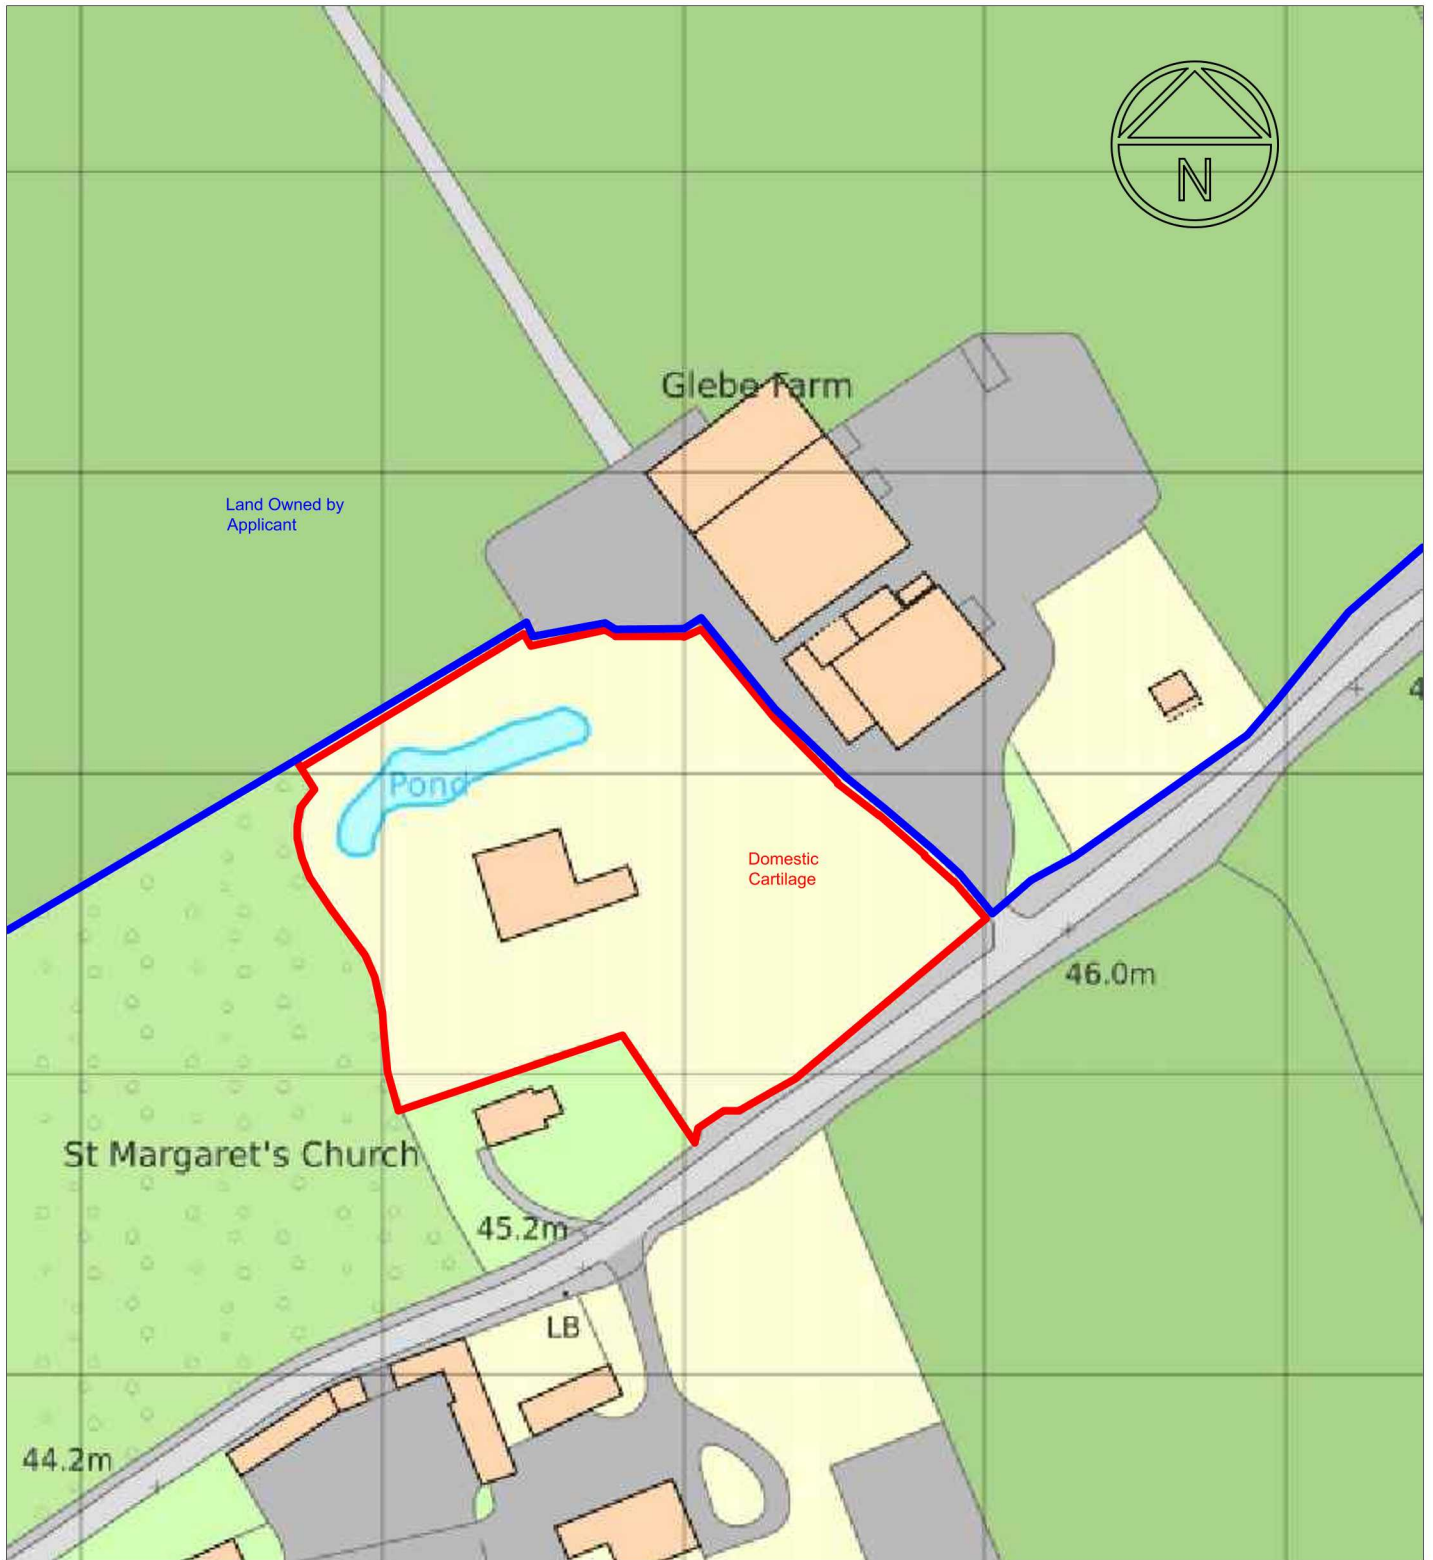 N
Glebe Farm
Land Owned by
Applicant
Pond
Domestic
Cartilage
46.0m
St Margaret's Church
45.2m
LB
44.2m